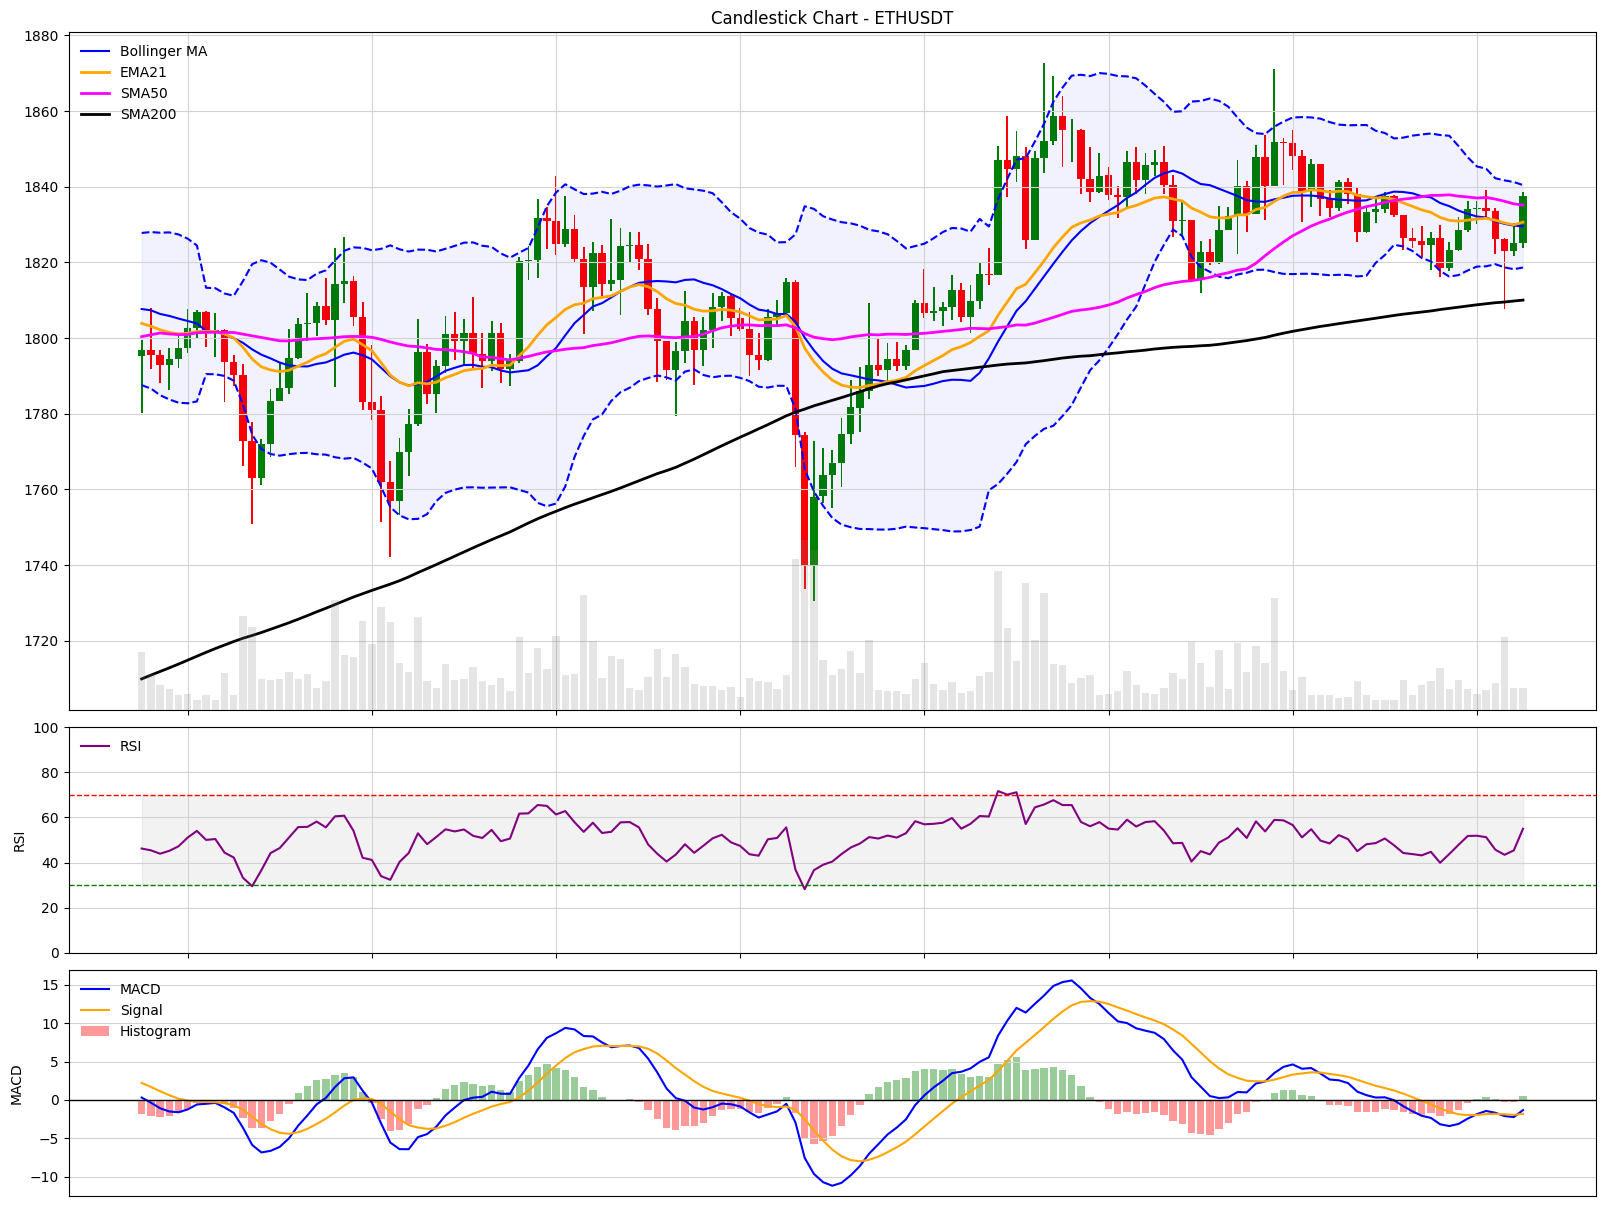 Candlestick Chart - ETHUSDT
1880
1860
1840
1820
1800
1780
1760
1740
1720
Bollinger MA
EMA21
SMA50
SMA200
100
80
60
40
20
0
RSI
RSI
15
10
5
0
−5
−10
MACD
MACD
Signal
Histogram